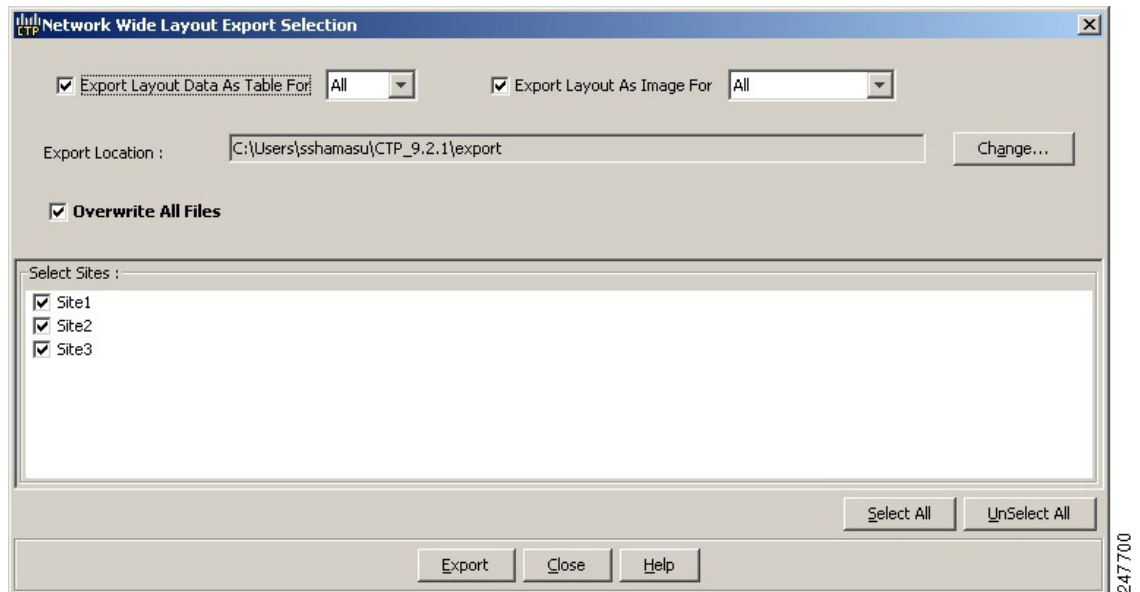 CTP Network Wide Layout Export Selection
Export Layout Data As Table For All Export Layout As Image For All
Export Location : C:\Users\sshamasu\CTP_9.2.1\export Change...
Overwrite All Files
Select Sites :
Site1
Site2
Site3
Select All UnSelect All
Export Close Help
247700